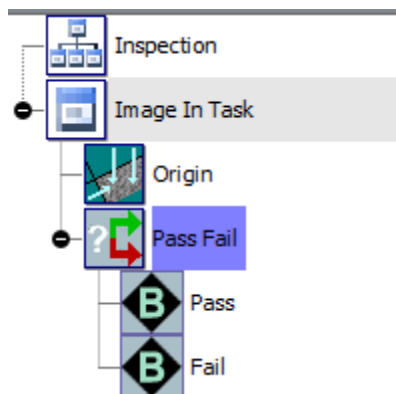 Inspection
Image In Task
Origin
? Pass Fail
B Pass
B Fail